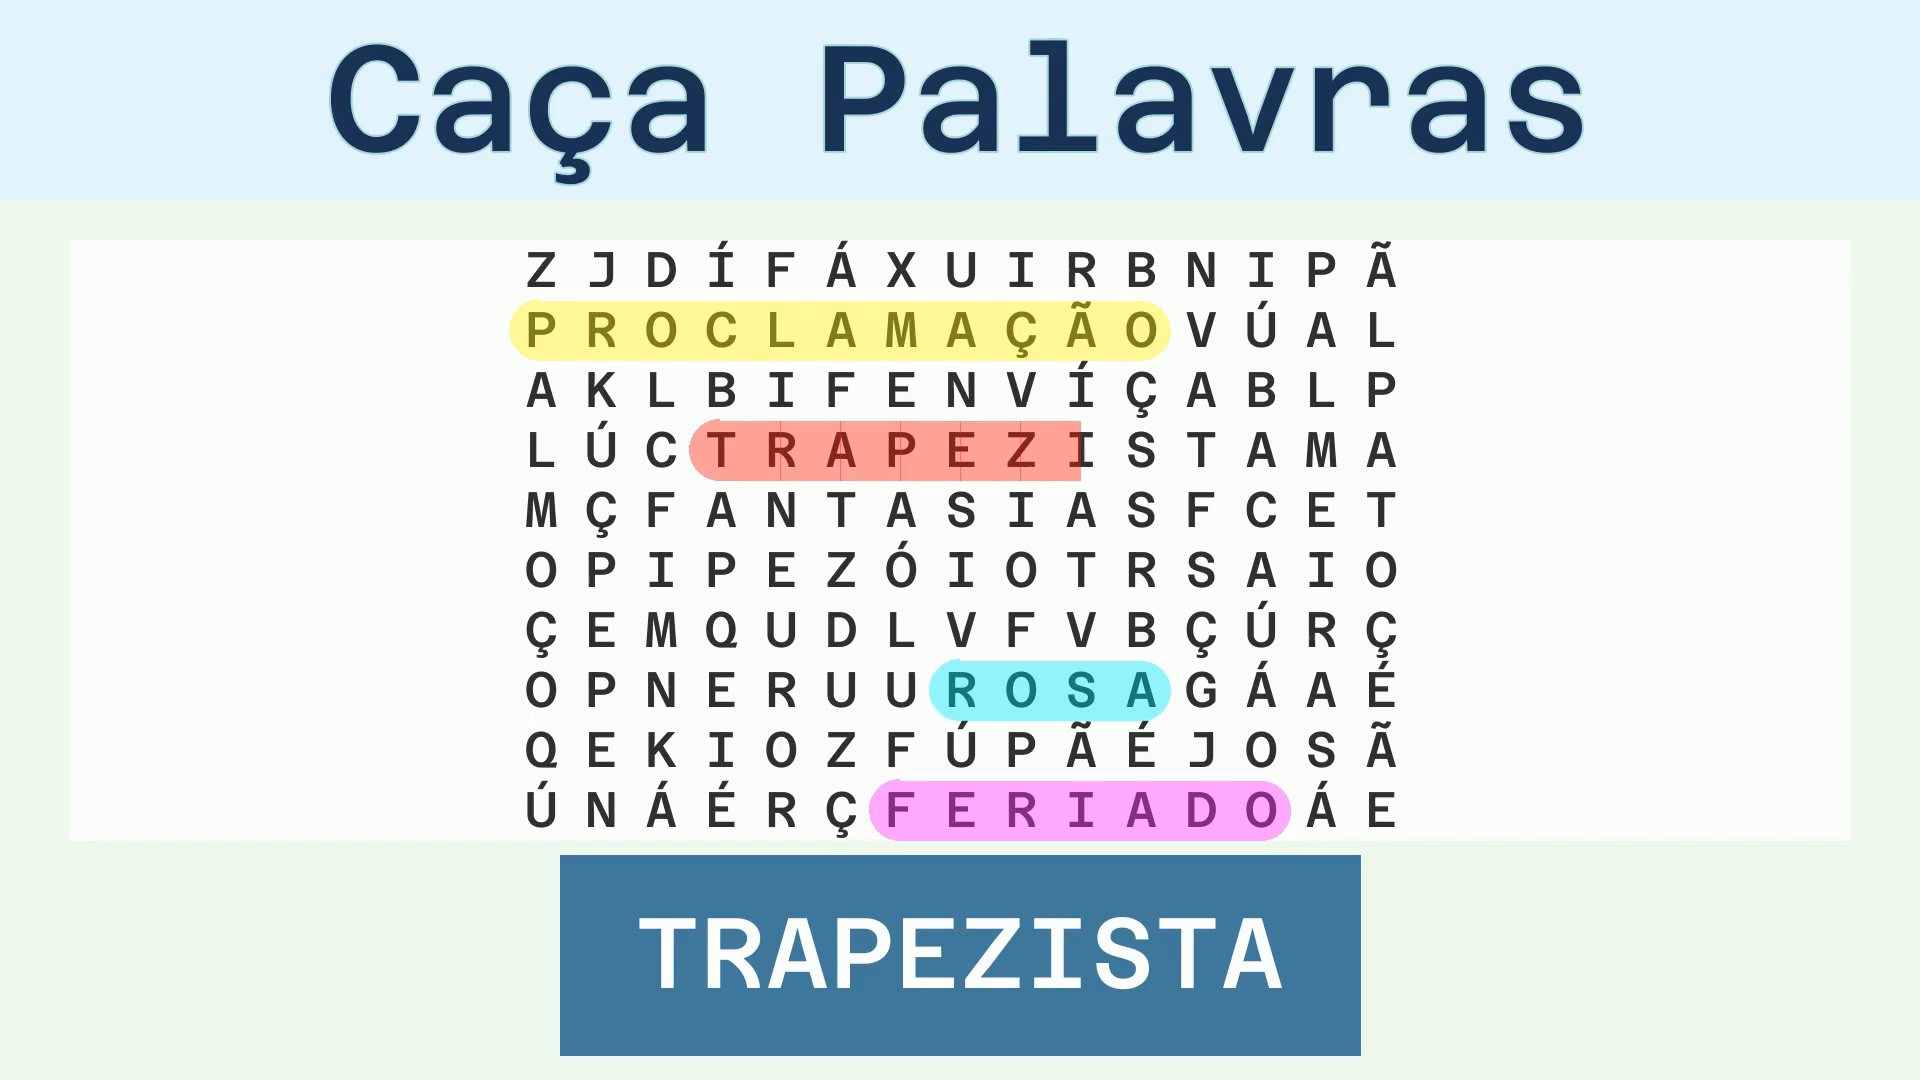 Caça Palavras
Z J D Í F Á X U I R B N I P Ã
P R O C L A M A Ç Ã O V Ú A L
A K L B I F E N V Í Ç A B L P
L Ú C T R A P E Z I S T A M A
M Ç F A N T A S I A S F C E T
O P I P E Z Ó I O T R S A I O
Ç E M Q U D L V F V B Ç Ú R Ç
O P N E R U U R O S A G Á A É
Q E K I O Z F Ú P Ã É J O S Ã
Ú N Á É R Ç F E R I A D O Á E
TRAPEZISTA